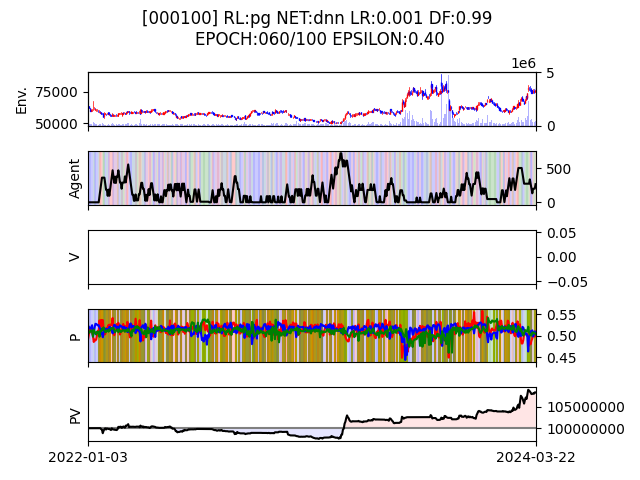 [000100] RL:pg NET:dnn LR:0.001 DF:0.99
EPOCH:060/100 EPSILON:0.40
1e6
Env.
75000
50000
5
0
Agent
500
0
V
0.05
0.00
−0.05
P
0.55
0.50
0.45
PV
105000000
100000000
2022-01-03
2024-03-22